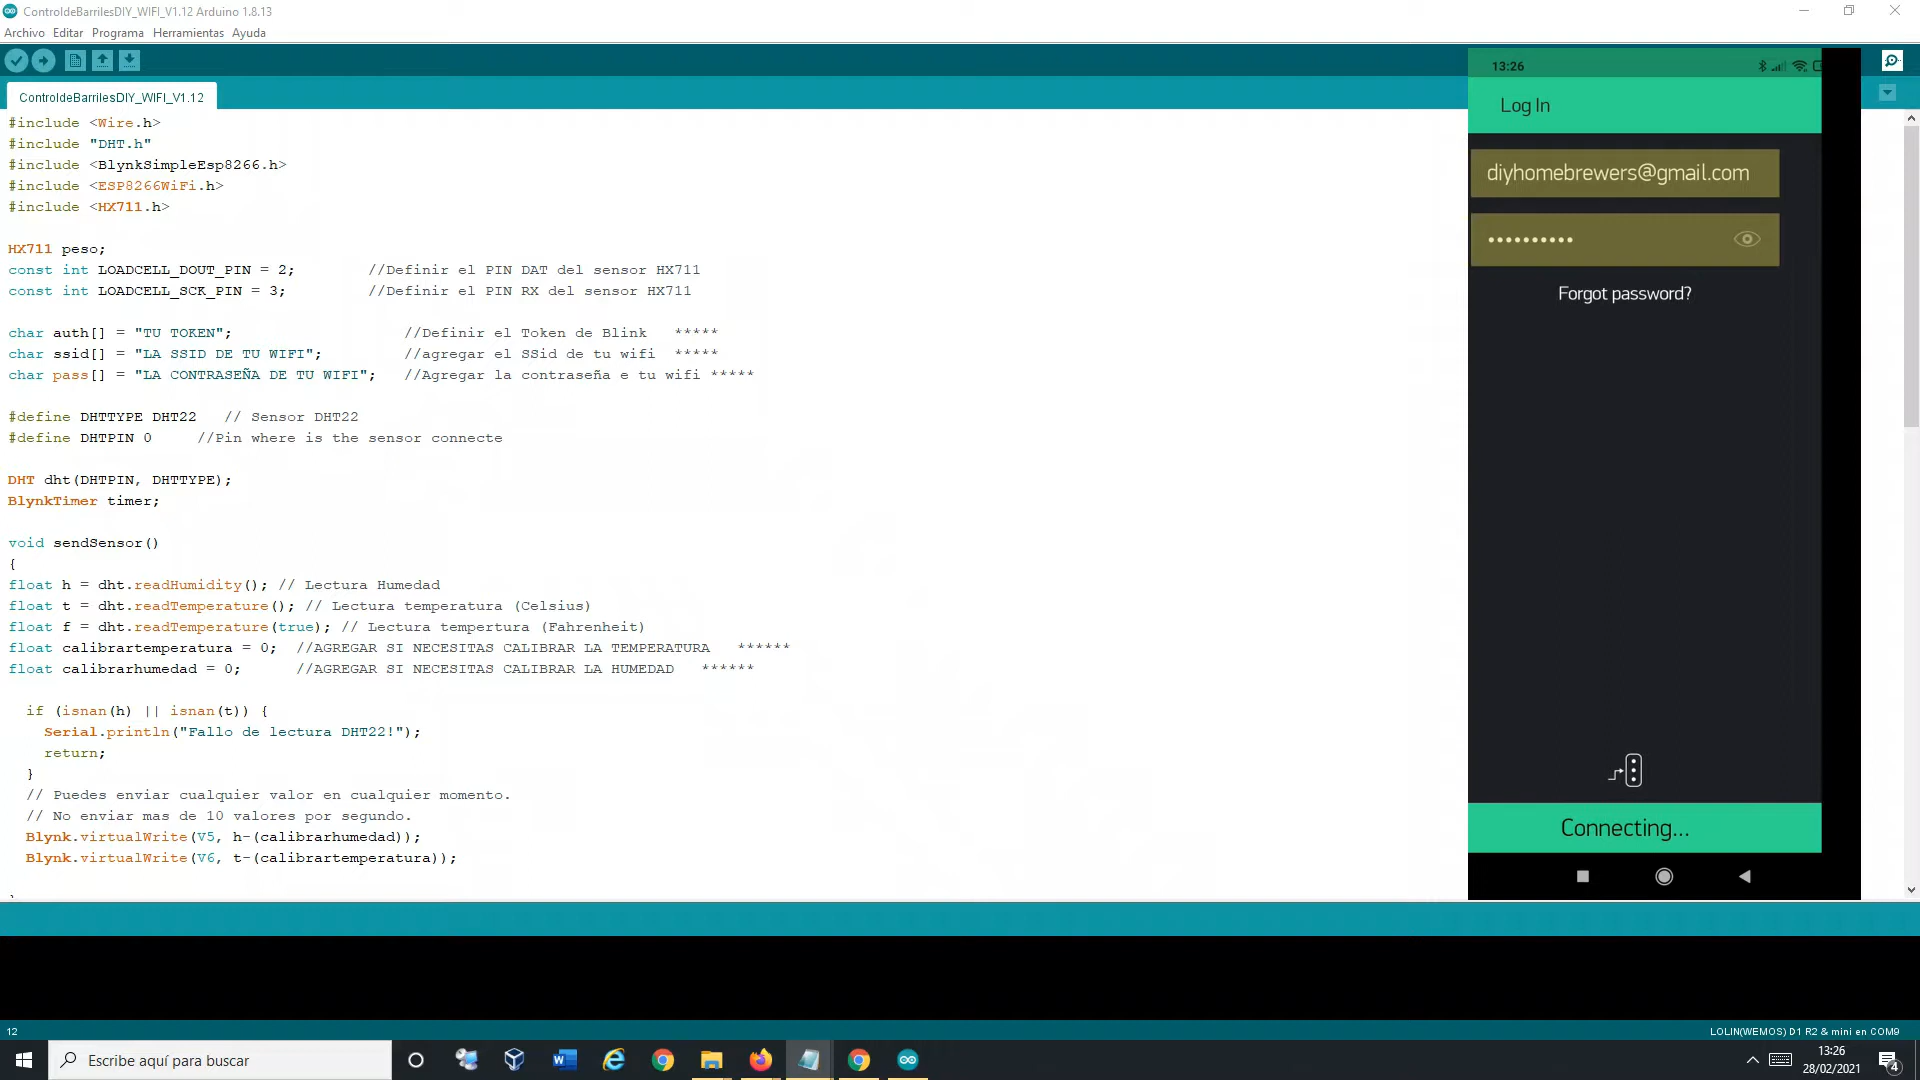 ControldeBarrilesDIY_WIFI_V1.12 Arduino 1.8.13
Archivo Editar Programa Herramientas Ayuda
ControldeBarrilesDIY_WIFI_V1.12
#include <Wire.h>
#include "DHT.h"
#include <BlynkSimpleEsp8266.h>
#include <ESP8266WiFi.h>
#include <HX711.h>
HX711 peso;
const int LOADCELL_DOUT_PIN = 2; //Definir el PIN DAT del sensor HX711
const int LOADCELL_SCK_PIN = 3; //Definir el PIN RX del sensor HX711
char auth[] = "TU TOKEN"; //Definir el Token de Blink *****
char ssid[] = "LA SSID DE TU WIFI"; //agregar el SSid de tu wifi *****
char pass[] = "LA CONTRASEÑA DE TU WIFI"; //Agregar la contraseña e tu wifi *****
#define DHTTYPE DHT22 // Sensor DHT22
#define DHTPIN 0 //Pin where is the sensor connecte
DHT dht(DHTPIN, DHTTYPE);
BlynkTimer timer;
void sendSensor()
{
float h = dht.readHumidity(); // Lectura Humedad
float t = dht.readTemperature(); // Lectura temperatura (Celsius)
float f = dht.readTemperature(true); // Lectura tempertura (Fahrenheit)
float calibrartemperatura = 0; //AGREGAR SI NECESITAS CALIBRAR LA TEMPERATURA ******
float calibrarhumedad = 0; //AGREGAR SI NECESITAS CALIBRAR LA HUMEDAD ******
if (isnan(h) || isnan(t)) {
Serial.println("Fallo de lectura DHT22!");
return;
}
// Puedes enviar cualquier valor en cualquier momento.
// No enviar mas de 10 valores por segundo.
Blynk.virtualWrite(V5, h-(calibrarhumedad));
Blynk.virtualWrite(V6, t-(calibrartemperatura));
13:26
Log In
diyhomebrewers@gmail.com
••••••••••
Forgot password?
Connecting...
12
LOLIN(WEMOS) D1 R2 & mini en COM9
Escribe aquí para buscar
13:26
28/02/2021
4